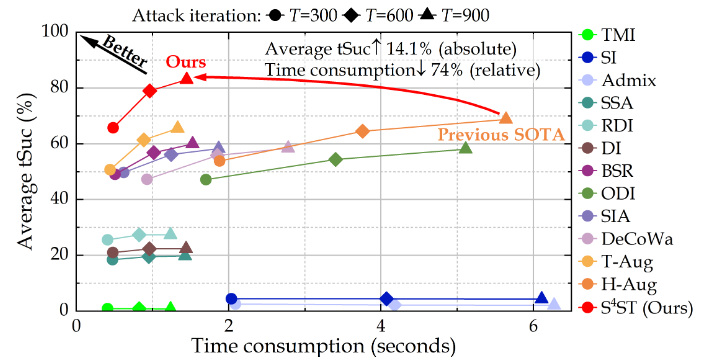 Attack iteration: T=300 T=600 T=900
Better
Ours
Average tSuc↑ 14.1% (absolute)
Time consumption↓ 74% (relative)
Previous SOTA
Average tSuc (%)
100
80
60
40
20
0
0
2
4
6
Time consumption (seconds)
TMI
SI
Admix
SSA
RDI
DI
BSR
ODI
SIA
DeCoWa
T-Aug
H-Aug
S⁴ST (Ours)